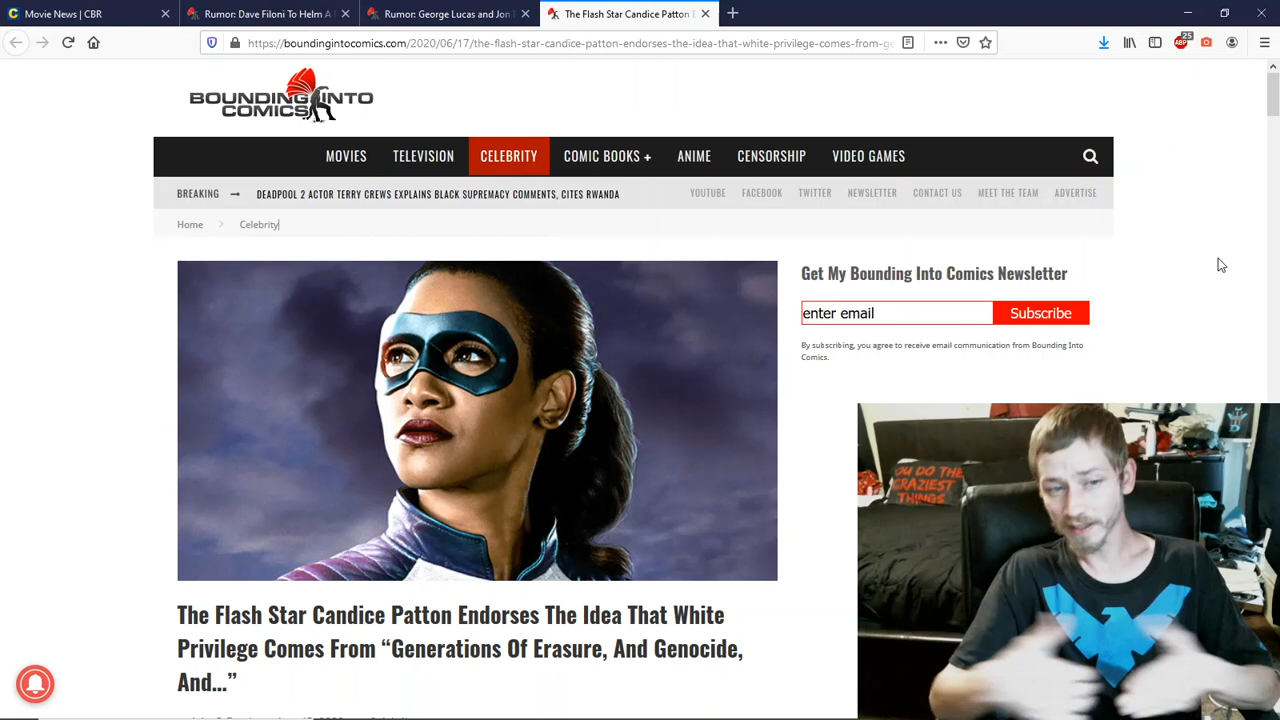 Movie News | CBR
Rumor: Dave Filoni To Helm A
Rumor: George Lucas and Jon
The Flash Star Candice Patton E
https://boundingintocomics.com/2020/06/17/the-flash-star-candice-patton-endorses-the-idea-that-white-privilege-comes-from-ge
ABP 25
BOUNDING INTO
COMICS
MOVIES TELEVISION CELEBRITY COMIC BOOKS + ANIME CENSORSHIP VIDEO GAMES
BREAKING → DEADPOOL 2 ACTOR TERRY CREWS EXPLAINS BLACK SUPREMACY COMMENTS, CITES RWANDA
YOUTUBE FACEBOOK TWITTER NEWSLETTER CONTACT US MEET THE TEAM ADVERTISE
Home > Celebrity
Get My Bounding Into Comics Newsletter
enter email Subscribe
By subscribing, you agree to receive email communication from Bounding Into
Comics.
YOU DO THE
CRAZIEST
THINGS
The Flash Star Candice Patton Endorses The Idea That White
Privilege Comes From “Generations Of Erasure, And Genocide,
And…”